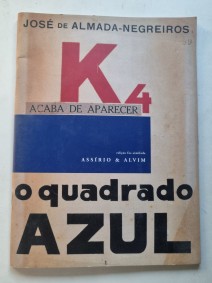 JOSÉ DE ALMADA-NEGREIROS
K4
ACABA DE APARECER
ASSÍRIO & ALVIM
o quadrado
AZUL